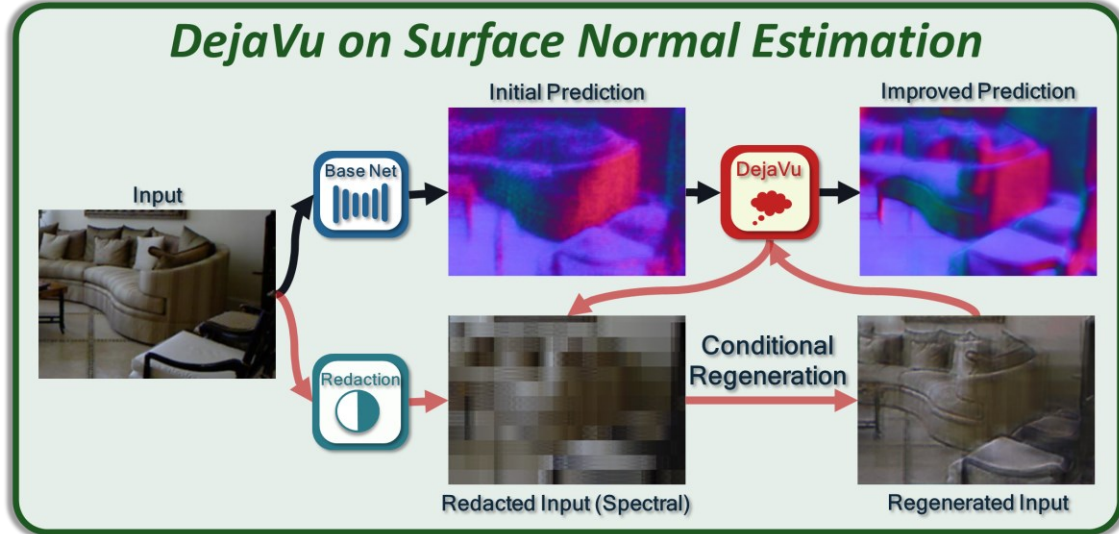 DejaVu on Surface Normal Estimation
Initial Prediction
Improved Prediction
Base Net
DejaVu
Input
Redaction
Conditional
Regeneration
Redacted Input (Spectral)
Regenerated Input